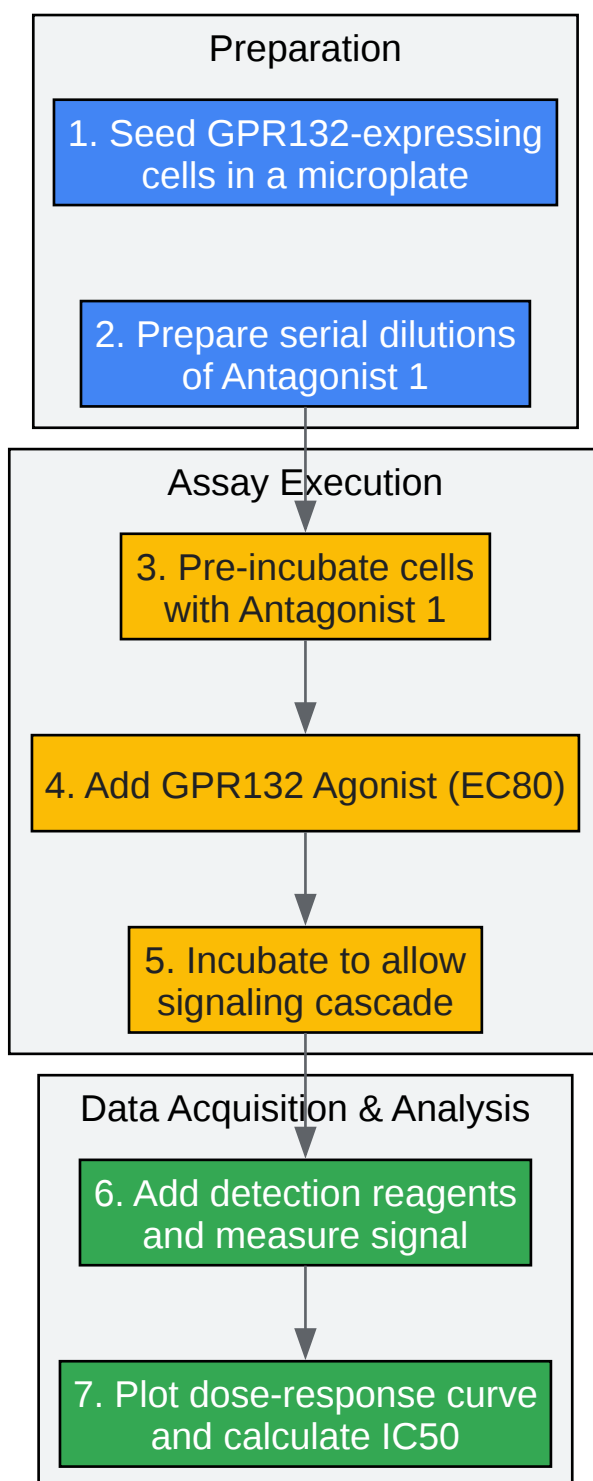 Preparation
1. Seed GPR132-expressing
cells in a microplate
2. Prepare serial dilutions
of Antagonist 1
Assay Execution
3. Pre-incubate cells
with Antagonist 1
4. Add GPR132 Agonist (EC80)
5. Incubate to allow
signaling cascade
Data Acquisition & Analysis
6. Add detection reagents
and measure signal
7. Plot dose-response curve
and calculate IC50